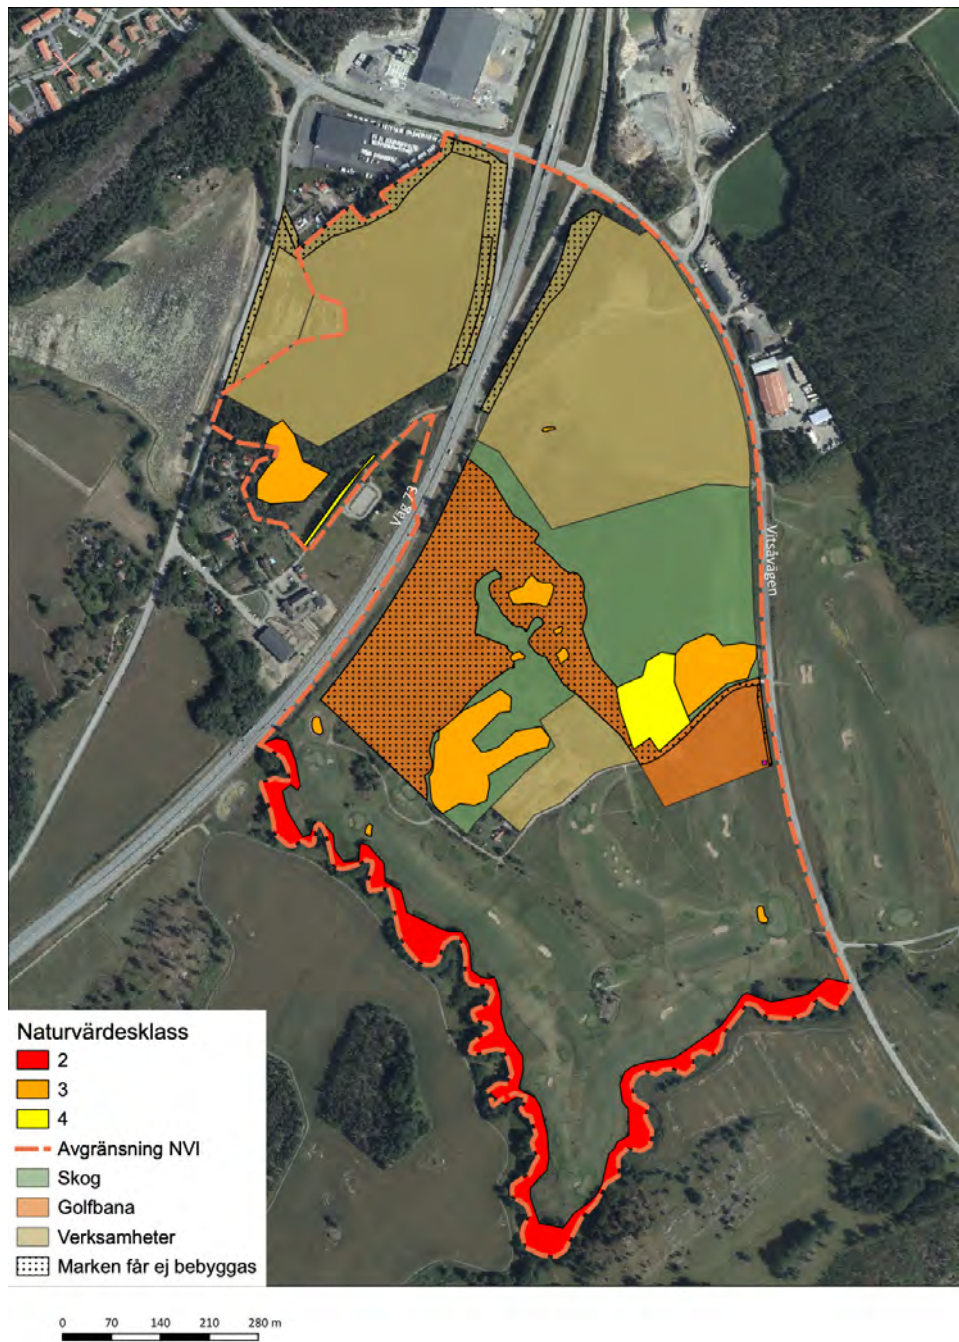 Väg 73
Vitsåvägen
Naturvärdesklass
2
3
4
Avgränsning NVI
Skog
Golfbana
Verksamheter
Marken får ej bebyggas
0 70 140 210 280 m